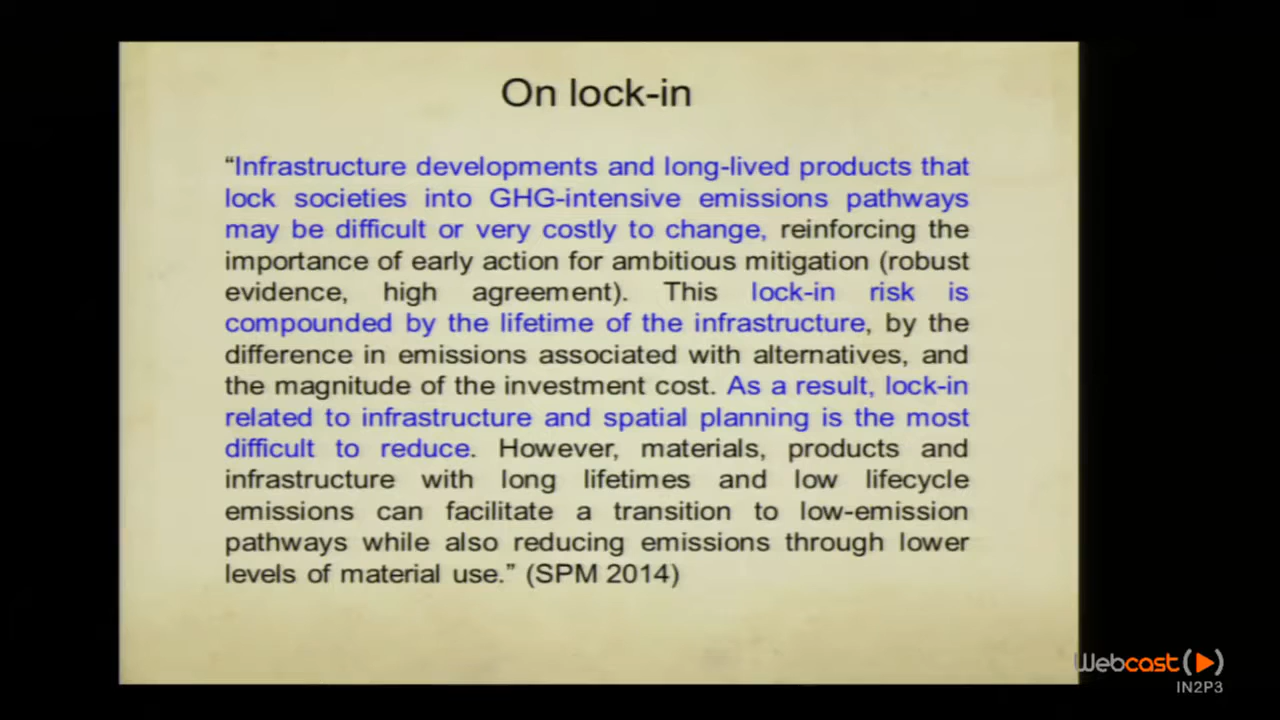 On lock-in
“Infrastructure developments and long-lived products that
lock societies into GHG-intensive emissions pathways
may be difficult or very costly to change, reinforcing the
importance of early action for ambitious mitigation (robust
evidence, high agreement). This lock-in risk is
compounded by the lifetime of the infrastructure, by the
difference in emissions associated with alternatives, and
the magnitude of the investment cost. As a result, lock-in
related to infrastructure and spatial planning is the most
difficult to reduce. However, materials, products and
infrastructure with long lifetimes and low lifecycle
emissions can facilitate a transition to low-emission
pathways while also reducing emissions through lower
levels of material use.” (SPM 2014)
Webcast
IN2P3